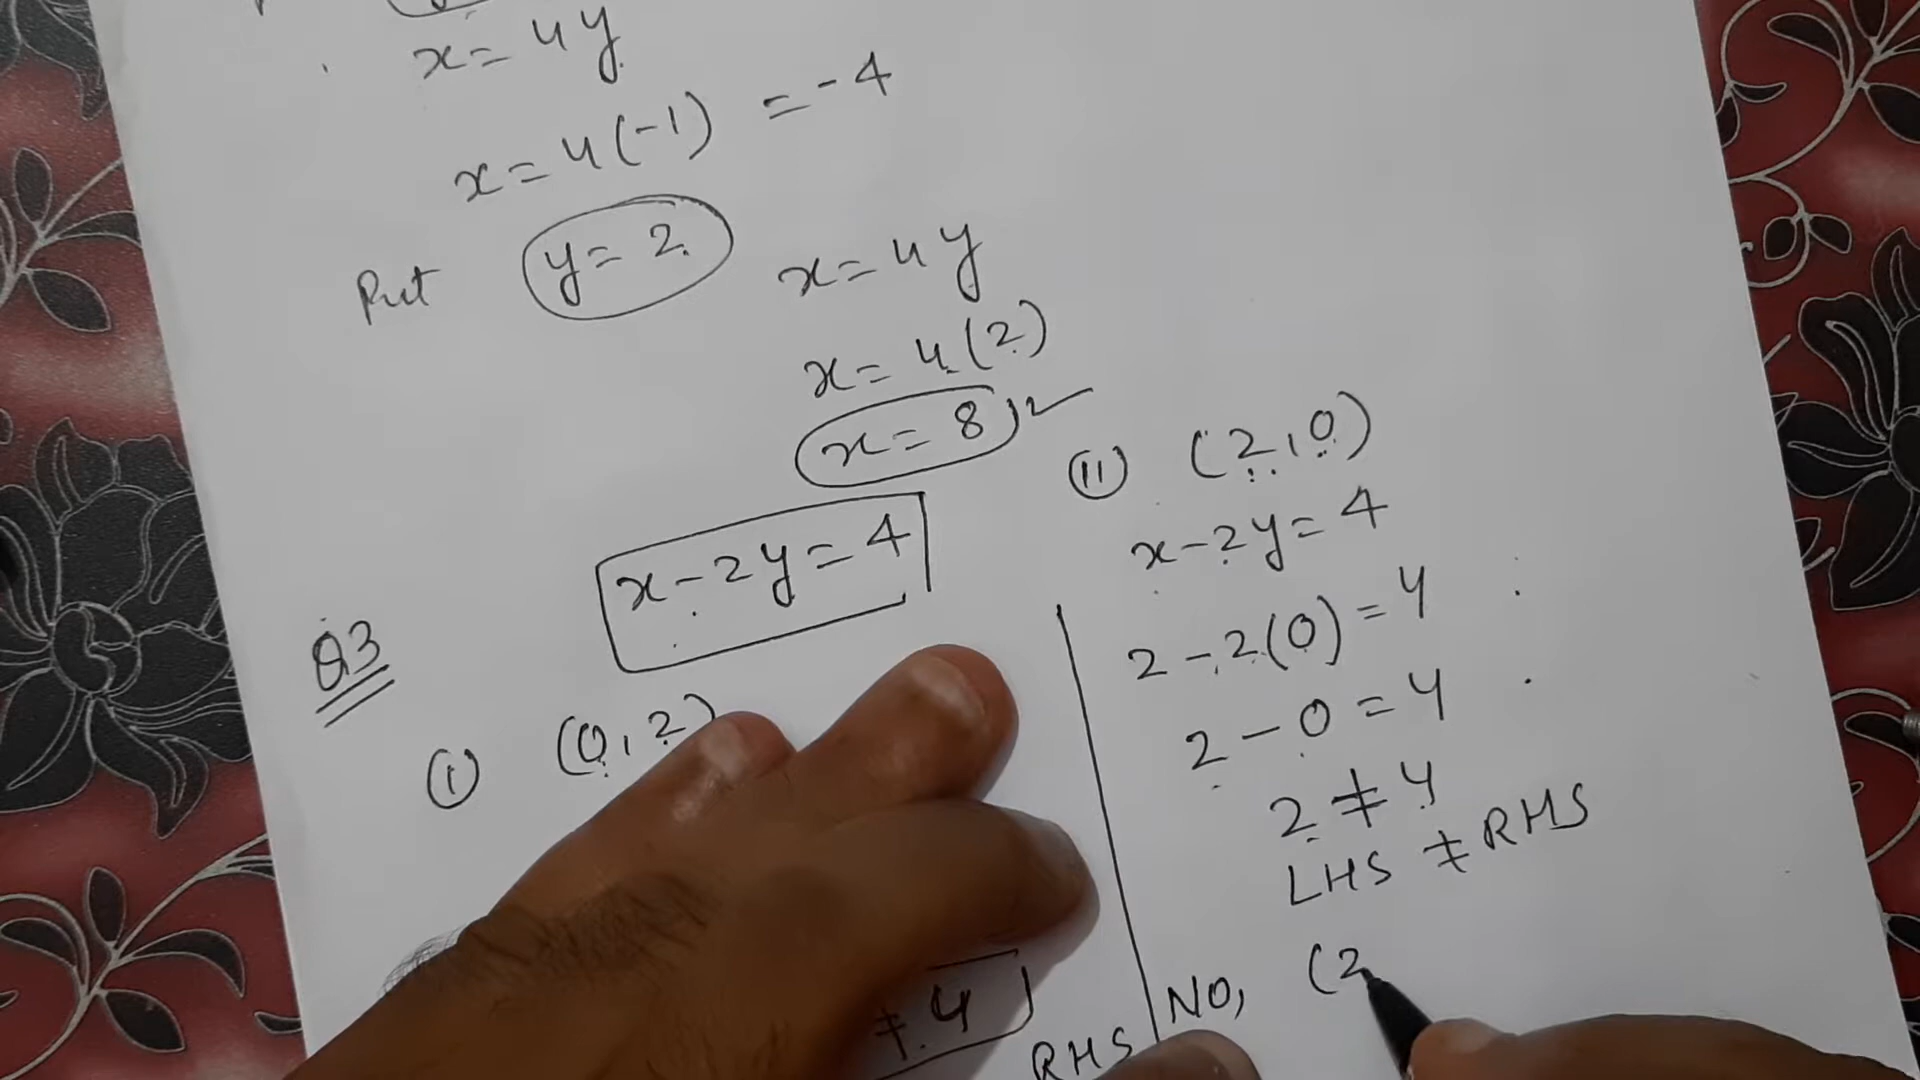 x = 4y
x = 4(-1) = -4
Put y = 2 x = 4y
x = 4(2)
x = 8
Q3 x - 2y = 4
(i) (0, 2)
≠ 4
RHS
(ii) (2, 0)
x - 2y = 4
2 - 2(0) = 4
2 - 0 = 4
2 ≠ 4
LHS ≠ RHS
NO, (2